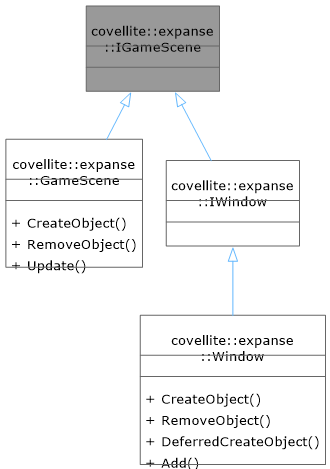 covellite::expanse
::IGameScene
covellite::expanse
::GameScene
+ CreateObject()
+ RemoveObject()
+ Update()
covellite::expanse
::IWindow
covellite::expanse
::Window
+ CreateObject()
+ RemoveObject()
+ DeferredCreateObject()
+ Add()